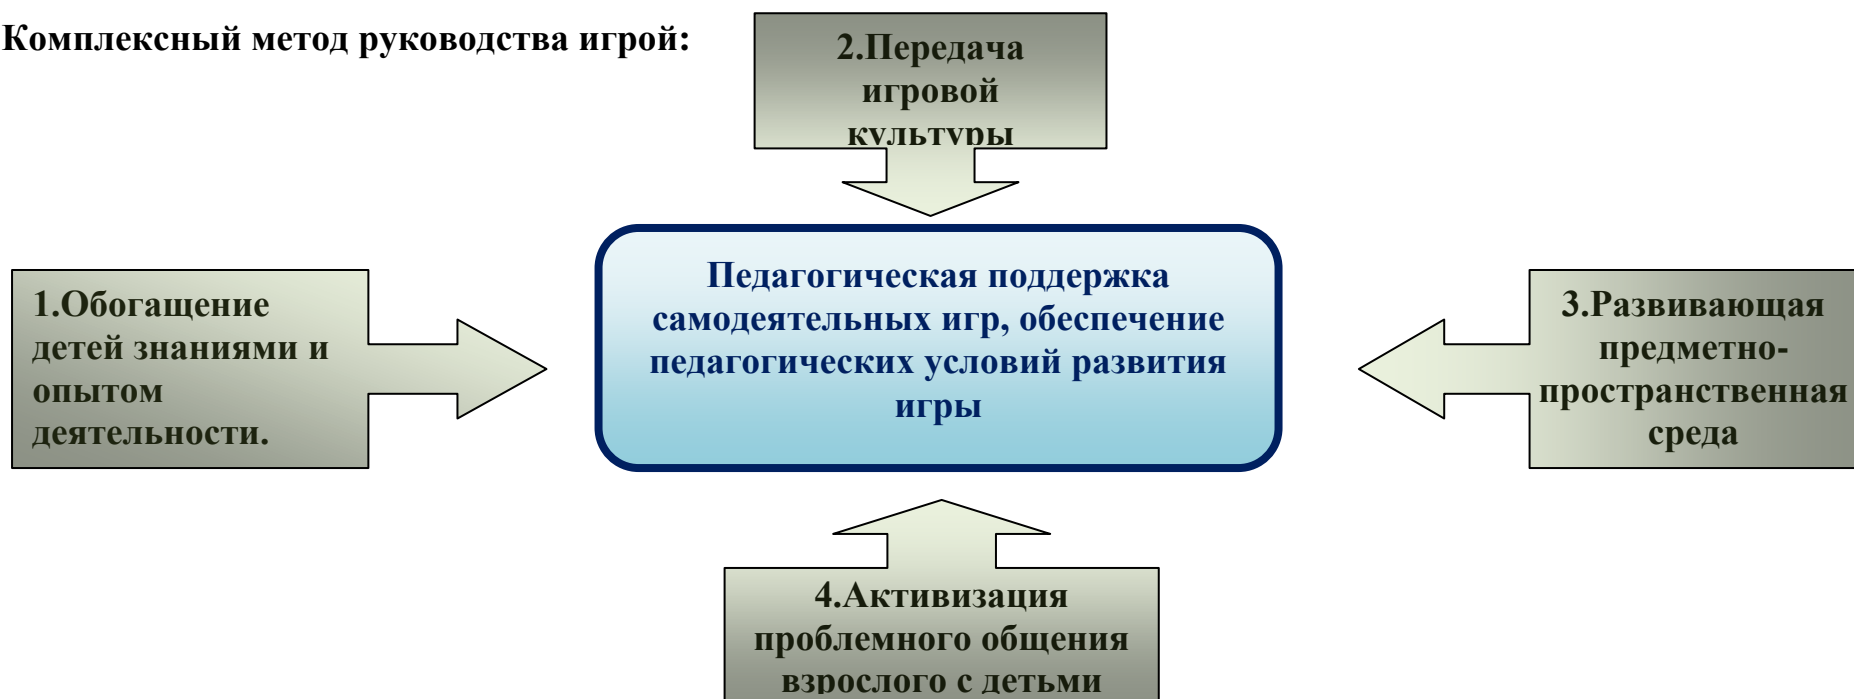 Комплексный метод руководства игрой:
2.Передача
игровой
культуры
Педагогическая поддержка
самодеятельных игр, обеспечение
педагогических условий развития
игры
1.Обогащение
детей знаниями и
опытом
деятельности.
3.Развивающая
предметно-
пространственная
среда
4.Активизация
проблемного общения
взрослого с детьми